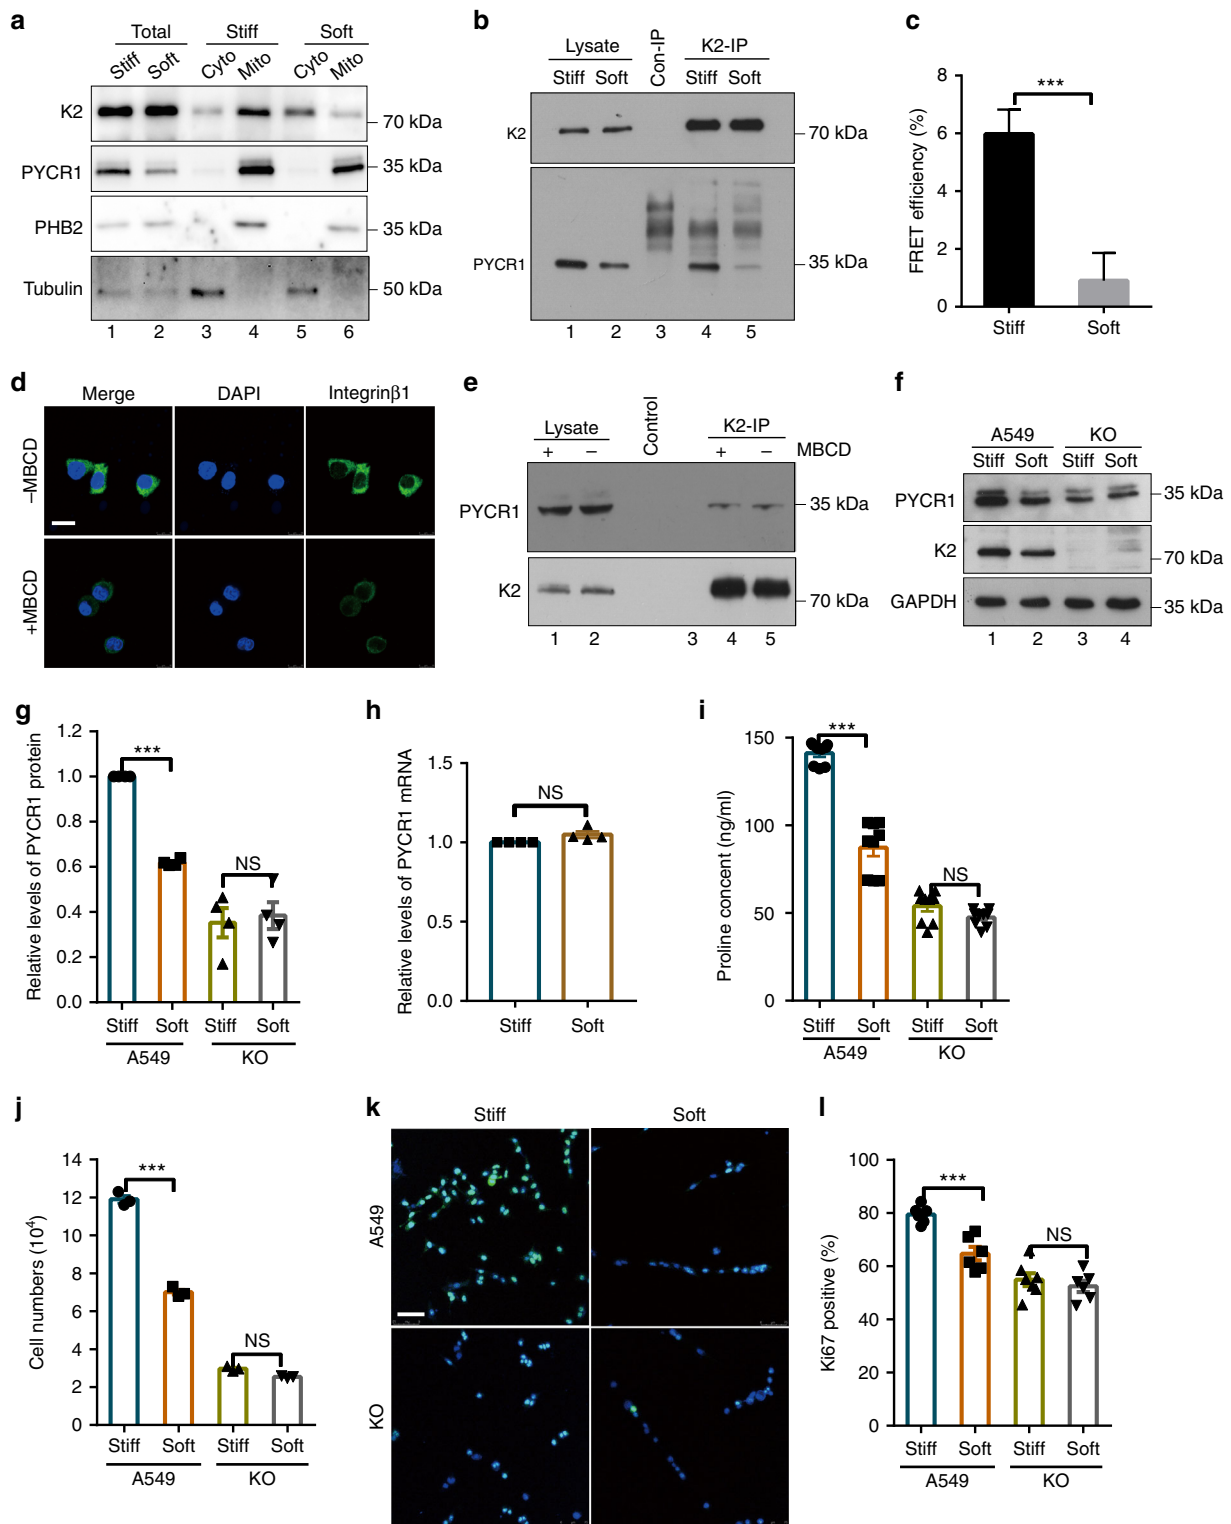 a
Total Stiff Soft
Stiff Soft Cyto Mito Cyto Mito
K2
70 kDa
PYCR1
35 kDa
PHB2
35 kDa
Tubulin
50 kDa
1 2 3 4 5 6
b
Lysate Con-IP K2-IP
Stiff Soft Stiff Soft
K2
70 kDa
PYCR1
35 kDa
1 2 3 4 5
c
***
FRET efficiency (%)
8
6
4
2
0
Stiff Soft
d
Merge DAPI Integrinβ1
–MBCD
+MBCD
e
Lysate Control K2-IP
+ – + – MBCD
PYCR1
35 kDa
K2
70 kDa
1 2 3 4 5
f
A549 KO
Stiff Soft Stiff Soft
PYCR1
35 kDa
K2
70 kDa
GAPDH
35 kDa
1 2 3 4
g
Relative levels of PYCR1 protein
1.2
1.0
0.8
0.6
0.4
0.2
0.0
***
NS
Stiff Soft Stiff Soft
A549 KO
h
Relative levels of PYCR1 mRNA
1.5
1.0
0.5
0.0
NS
Stiff Soft
i
Proline concent (ng/ml)
150
100
50
0
***
NS
Stiff Soft Stiff Soft
A549 KO
j
Cell numbers (10⁴)
14
12
10
8
6
4
2
0
***
NS
Stiff Soft Stiff Soft
A549 KO
k
Stiff Soft
A549
KO
l
Ki67 positive (%)
100
80
60
40
20
0
***
NS
Stiff Soft Stiff Soft
A549 KO